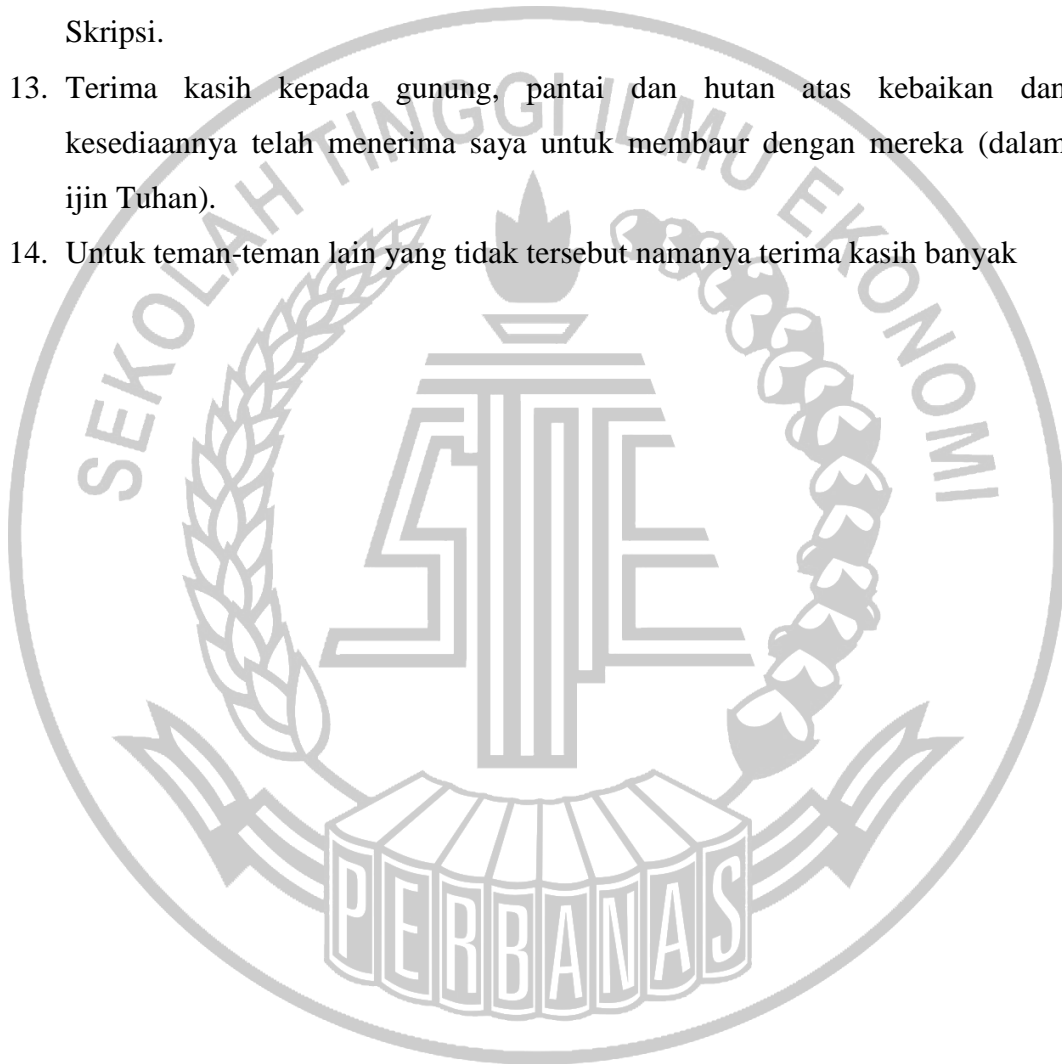 Skripsi.
13. Terima kasih kepada gunung, pantai dan hutan atas kebaikan dan
kesediaannya telah menerima saya untuk membaur dengan mereka (dalam
ijin Tuhan).
14. Untuk teman-teman lain yang tidak tersebut namanya terima kasih banyak
SEKOLAH TINGGI ILMU EKONOMI
STIE
PERBANAS